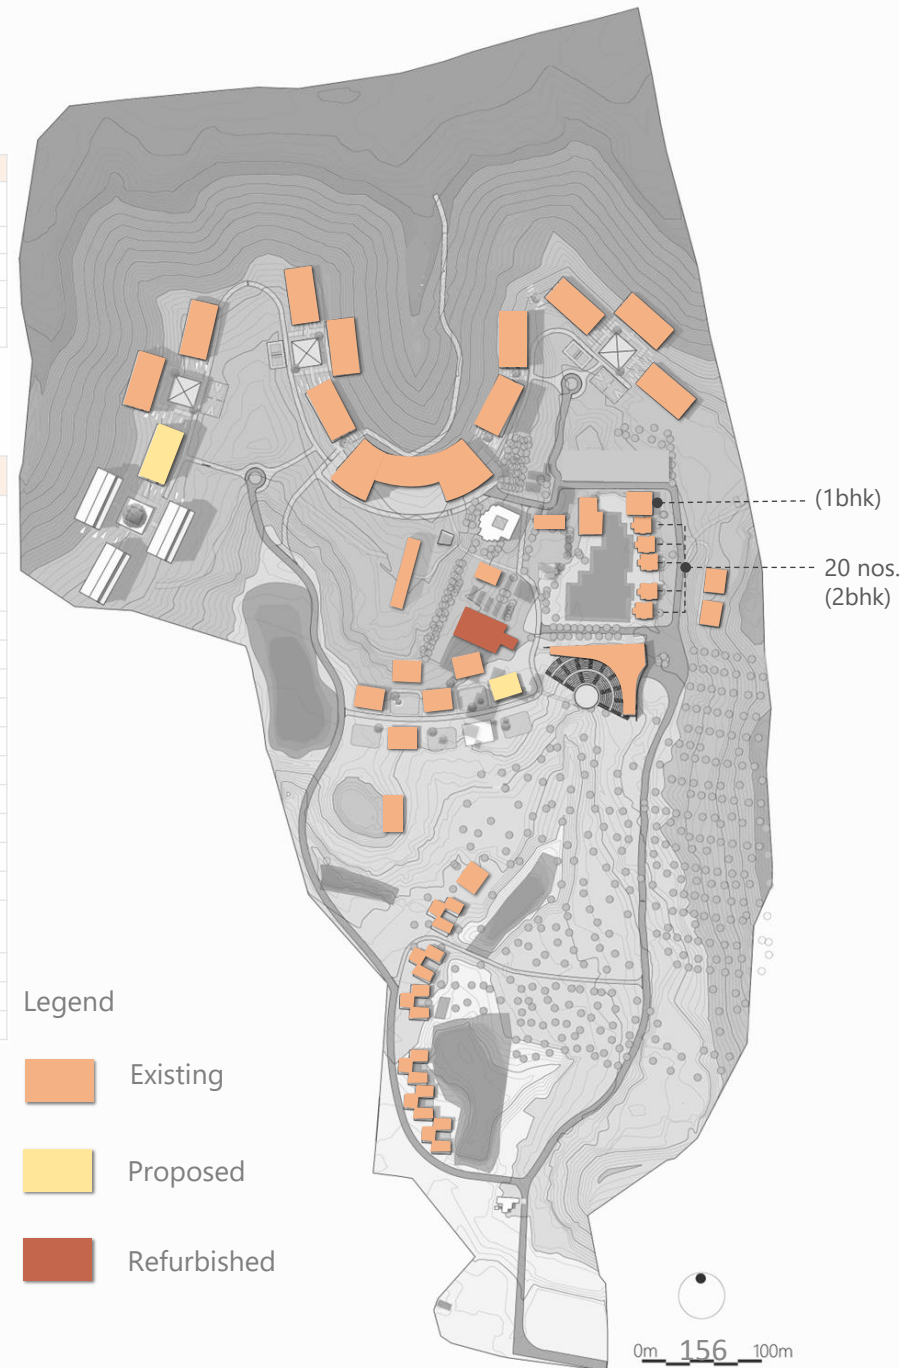 (1bhk)
20 nos.
(2bhk)
Legend
Existing
Proposed
Refurbished
0m 156 100m